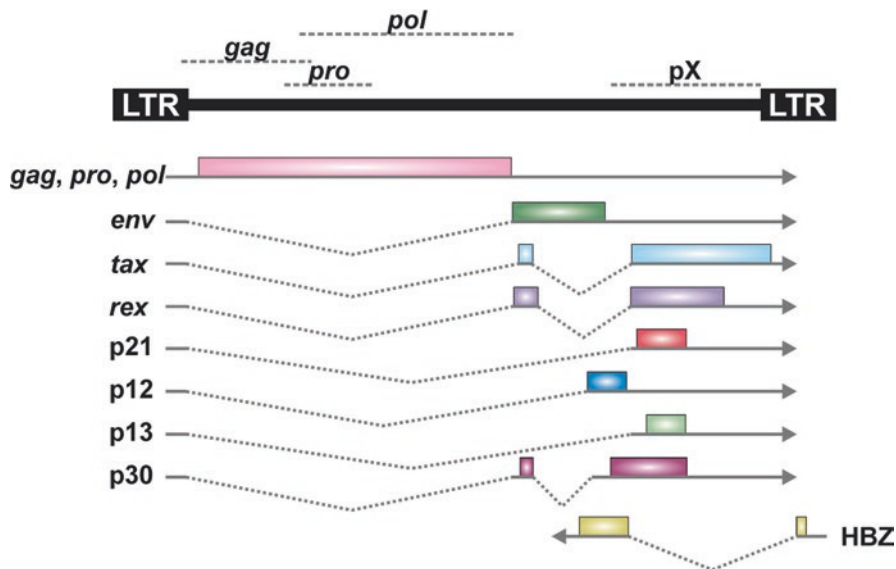 pol
gag
pro
pX
LTR
LTR
gag, pro, pol
env
tax
rex
p21
p12
p13
p30
HBZ